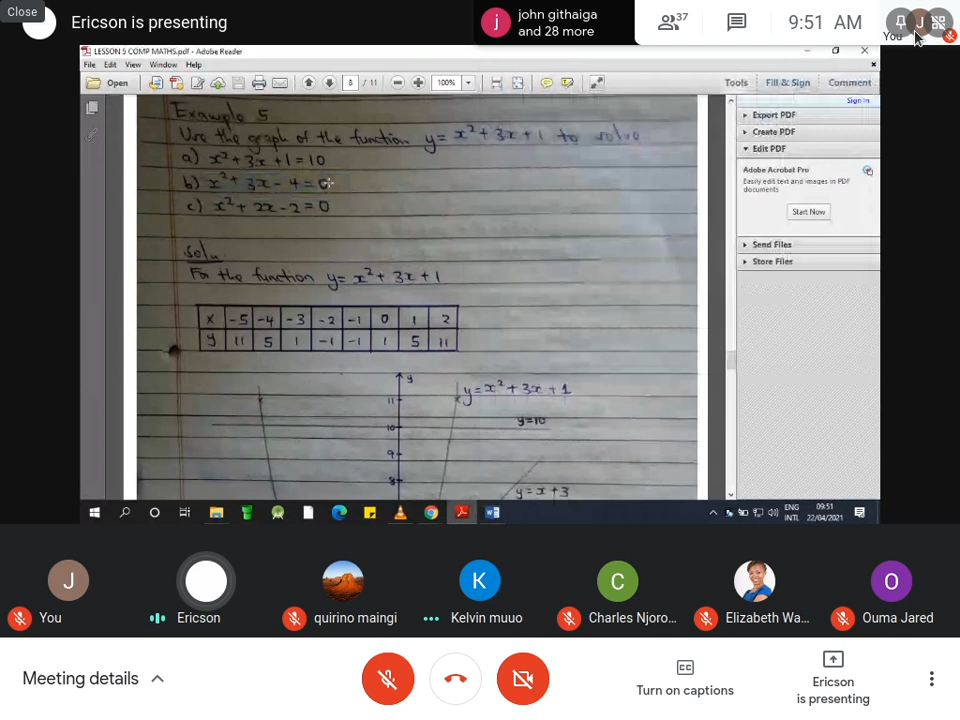 Close
Ericson is presenting
j
john githaiga
and 28 more
37
9:51 AM
J
You
LESSON 5 COMP MATHS.pdf - Adobe Reader
File Edit View Window Help
Open
8 / 11
100%
Tools Fill & Sign Comment
Sign In
Export PDF
Create PDF
Edit PDF
Adobe Acrobat Pro
Easily edit text and images in PDF
documents
Start Now
Send Files
Store Files
Example 5
Use the graph of the function y = x² + 3x + 1 to solve
a) x² + 3x + 1 = 10
b) x² + 3x - 4 = 0
c) x² + 2x - 2 = 0
soln
For the function y = x² + 3x + 1
x -5 -4 -3 -2 -1 0 1 2
y 11 5 1 -1 -1 1 5 11
y
y = x² + 3x + 1
11
y=10
10
9
8
y = x + 3
ENG
INTL
09:51
22/04/2021
J
K
C
O
You
Ericson
quirino maingi
Kelvin muuo
Charles Njoro...
Elizabeth Wa...
Ouma Jared
Meeting details
Turn on captions
Ericson
is presenting